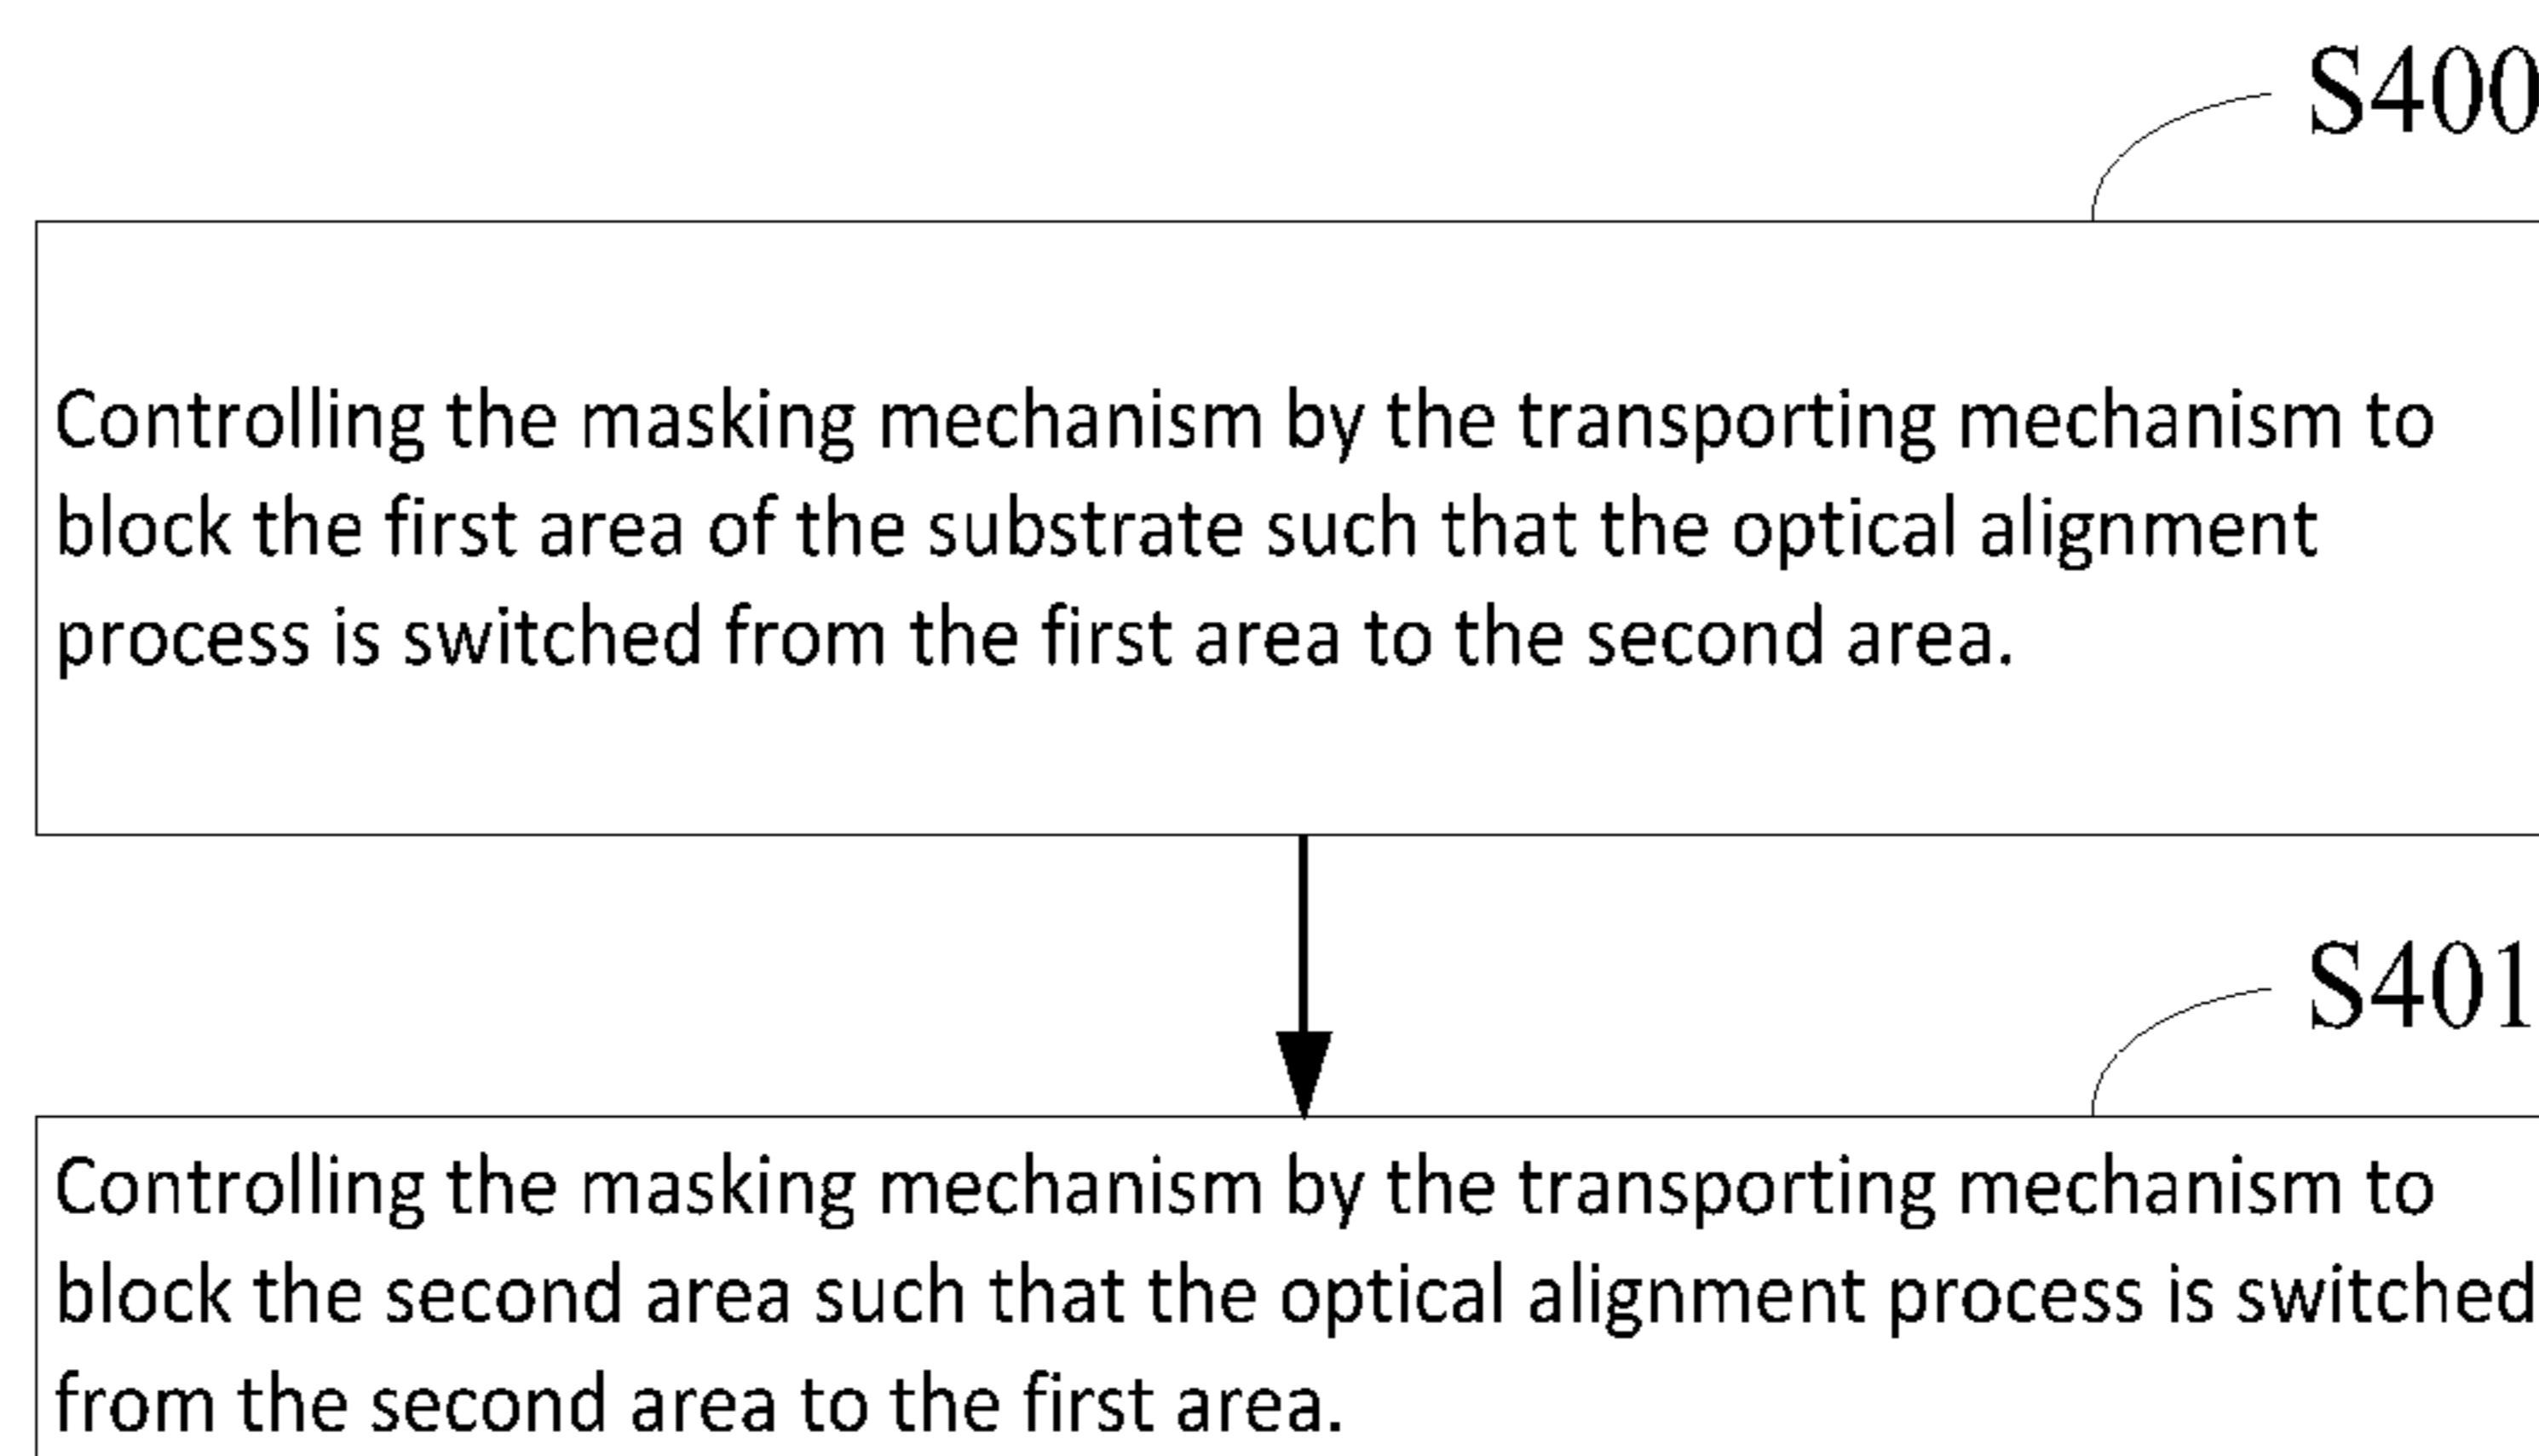 S400
Controlling the masking mechanism by the transporting mechanism to
block the first area of the substrate such that the optical alignment
process is switched from the first area to the second area.
S401
Controlling the masking mechanism by the transporting mechanism to
block the second area such that the optical alignment process is switched
from the second area to the first area.